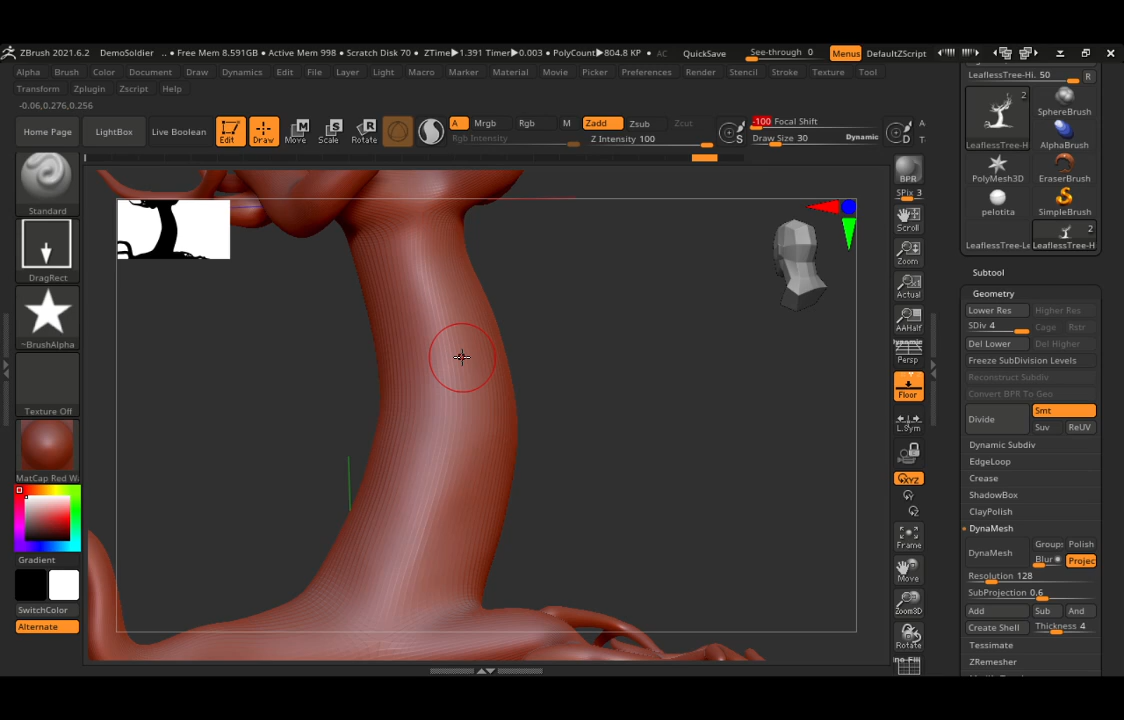 ZBrush 2021.6.2 DemoSoldier .. • Free Mem 8.591GB • Active Mem 998 • Scratch Disk 70 • ZTime▶1.391 Timer▶0.003 • PolyCount▶804.8 KP • AC QuickSave See-through 0 Menus DefaultZScript
Alpha Brush Color Document Draw Dynamics Edit File Layer Light Macro Marker Material Movie Picker Preferences Render Stencil Stroke Texture Tool
Transform Zplugin Zscript Help
-0.06,0.276,0.256
Home Page LightBox Live Boolean Edit Draw Move Scale Rotate
A Mrgb Rgb M Zadd Zsub Zcut
Rgb Intensity Z Intensity 100
S -100 Focal Shift
Draw Size 30 Dynamic D
Standard
DragRect
~BrushAlpha
Texture Off
MatCap Red W
Gradient
SwitchColor
Alternate
BPR
SPix 3
Scroll
Zoom
Actual
AAHalf
Dynamic
Persp
Floor
L.Sym
XYZ
Frame
Move
Zoom3D
Rotate
LeaflessTree-Hi. 50 R
2
LeaflessTree-H
SphereBrush
AlphaBrush
PolyMesh3D EraserBrush
pelotita SimpleBrush
2
LeaflessTree-Le LeaflessTree-H
Subtool
Geometry
Lower Res Higher Res
SDiv 4 Cage Rstr
Del Lower Del Higher
Freeze SubDivision Levels
Reconstruct Subdiv
Convert BPR To Geo
Divide Smt
Suv ReUV
Dynamic Subdiv
EdgeLoop
Crease
ShadowBox
ClayPolish
DynaMesh
DynaMesh Group: Polish
Blur Projec
Resolution 128
SubProjection 0.6
Add Sub And
Create Shell Thickness 4
Tessimate
ZRemesher